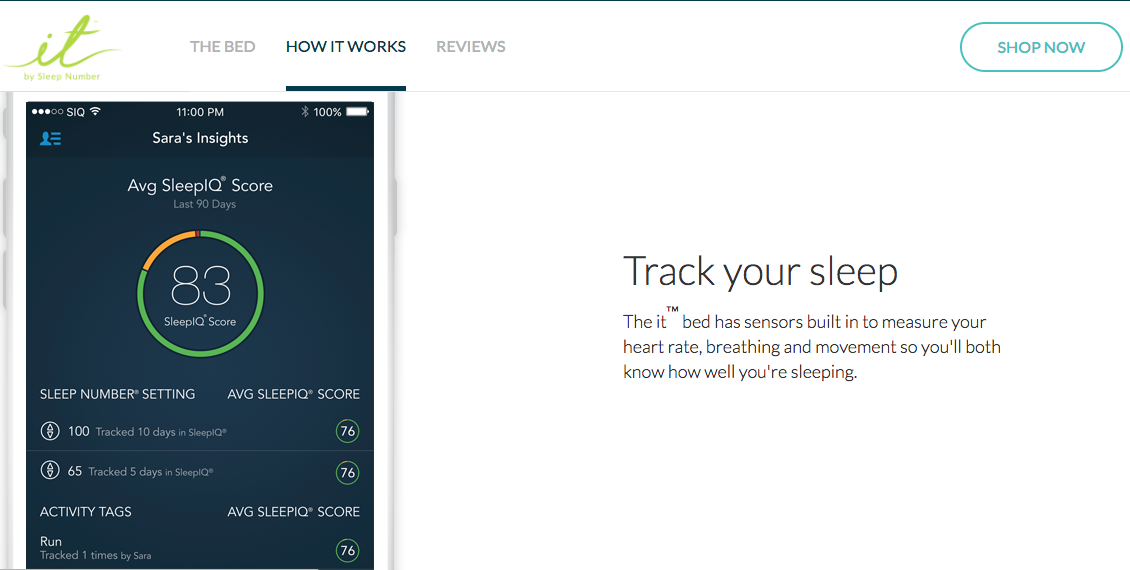 it™
by Sleep Number
THE BED
HOW IT WORKS
REVIEWS
SHOP NOW
SIQ
11:00 PM
100%
Sara's Insights
Avg SleepIQ® Score
Last 90 Days
83
SleepIQ® Score
SLEEP NUMBER® SETTING AVG SLEEPIQ® SCORE
100 Tracked 10 days in SleepIQ® 76
65 Tracked 5 days in SleepIQ® 76
ACTIVITY TAGS AVG SLEEPIQ® SCORE
Run
Tracked 1 times by Sara 76
Track your sleep
The it™ bed has sensors built in to measure your
heart rate, breathing and movement so you'll both
know how well you're sleeping.